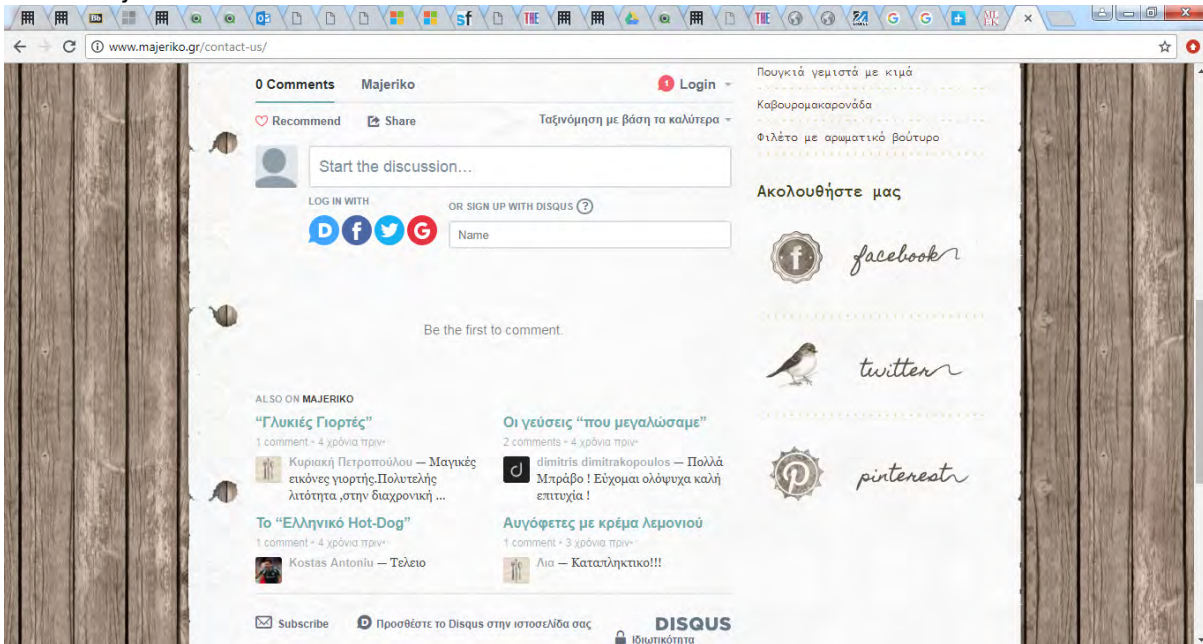 www.majeriko.gr/contact-us/
0 Comments Majeriko 1 Login
Recommend Share Ταξινόμηση με βάση τα καλύτερα
Start the discussion…
LOG IN WITH
OR SIGN UP WITH DISQUS ?
Name
Be the first to comment.
ALSO ON MAJERIKO
“Γλυκιές Γιορτές”
1 comment • 4 χρόνια πριν•
Κυριακή Πετροπούλου — Μαγικές
εικόνες γιορτής.Πολυτελής
λιτότητα ,στην διαχρονική ...
Οι γεύσεις “που μεγαλώσαμε”
2 comments • 4 χρόνια πριν•
dimitris dimitrakopoulos — Πολλά
Μπράβο ! Εύχομαι ολόψυχα καλή
επιτυχία !
Το “Ελληνικό Hot-Dog”
1 comment • 4 χρόνια πριν•
Kostas Antoniu — Τελειο
Αυγόφετες με κρέμα λεμονιού
1 comment • 3 χρόνια πριν•
Λια — Καταπληκτικο!!!
Subscribe Προσθέστε το Disqus στην ιστοσελίδα σας DISQUS
Ιδιωτικότητα
Πουγκιά γεμιστά με κιμά
Καβουρομακαρονάδα
Φιλέτο με αρωματικό βούτυρο
Ακολουθήστε μας
facebook
twitter
pinterest